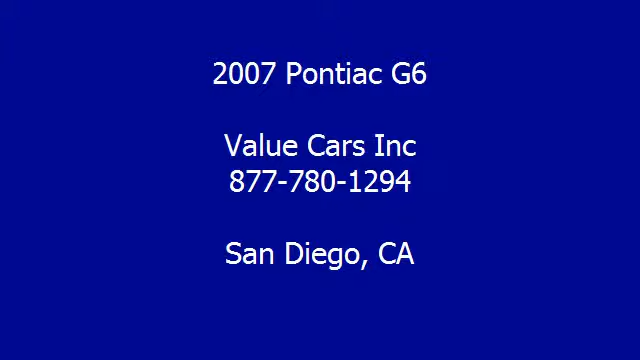 2007 Pontiac G6
Value Cars Inc
877-780-1294
San Diego, CA